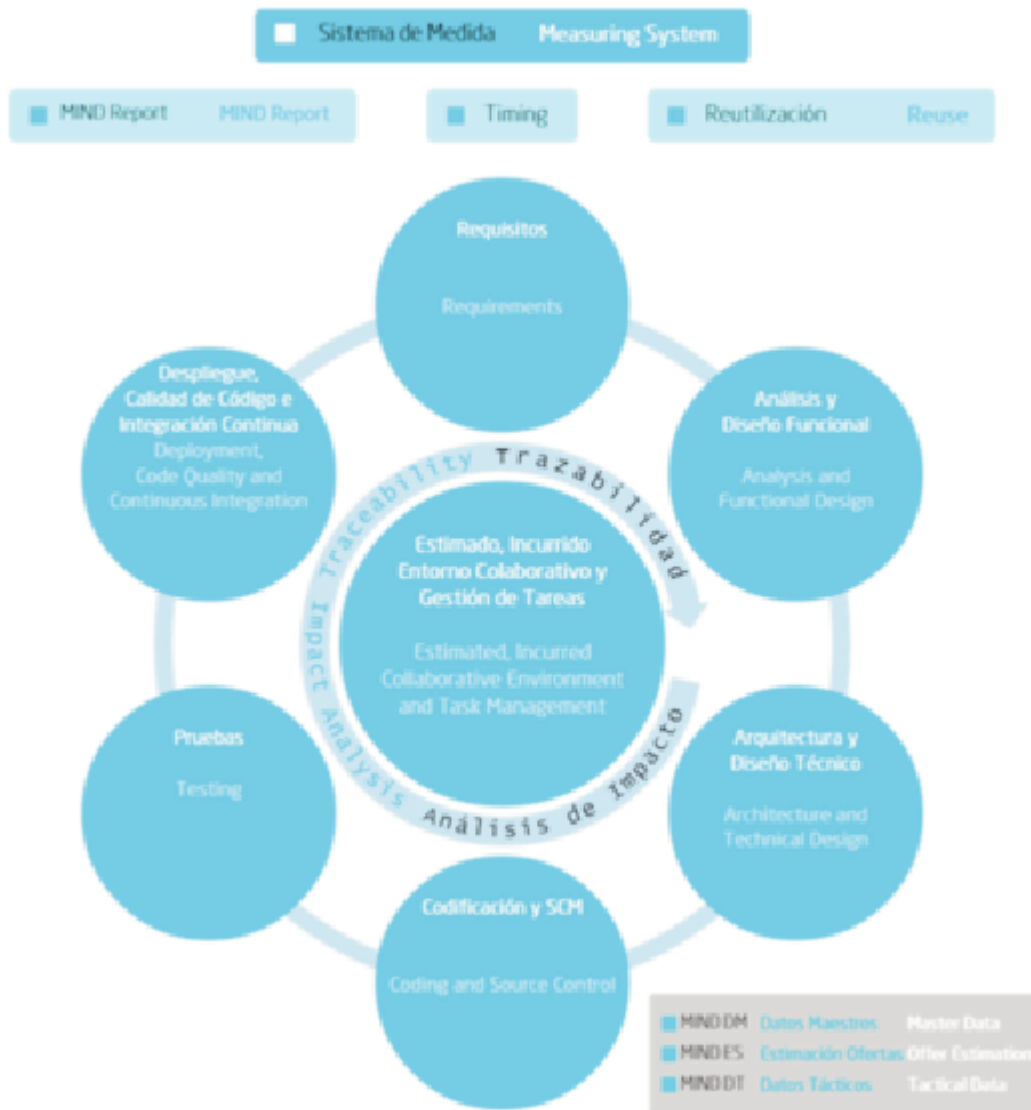 Sistema de Medida Measuring System
MIND Report MIND Report
Timing
Reutilización Reuse
Requisitos
Requirements
Despliegue,
Calidad de Código e
Integración Continua
Deployment,
Code Quality and
Continuous Integration
Análisis y
Diseño Funcional
Analysis and
Functional Design
Traceability Trazabilidad
Estimado, Incurrido
Entorno Colaborativo y
Gestión de Tareas
Estimated, Incurred
Collaborative Environment
and Task Management
Impact Analysis Análisis de Impacto
Pruebas
Testing
Arquitectura y
Diseño Técnico
Architecture and
Technical Design
Codificación y SCMI
Coding and Source Control
MIND DM Datos Maestros Master Data
MIND ES Estimación Ofertas Offer Estimation
MIND DT Datos Tácticos Tactical Data